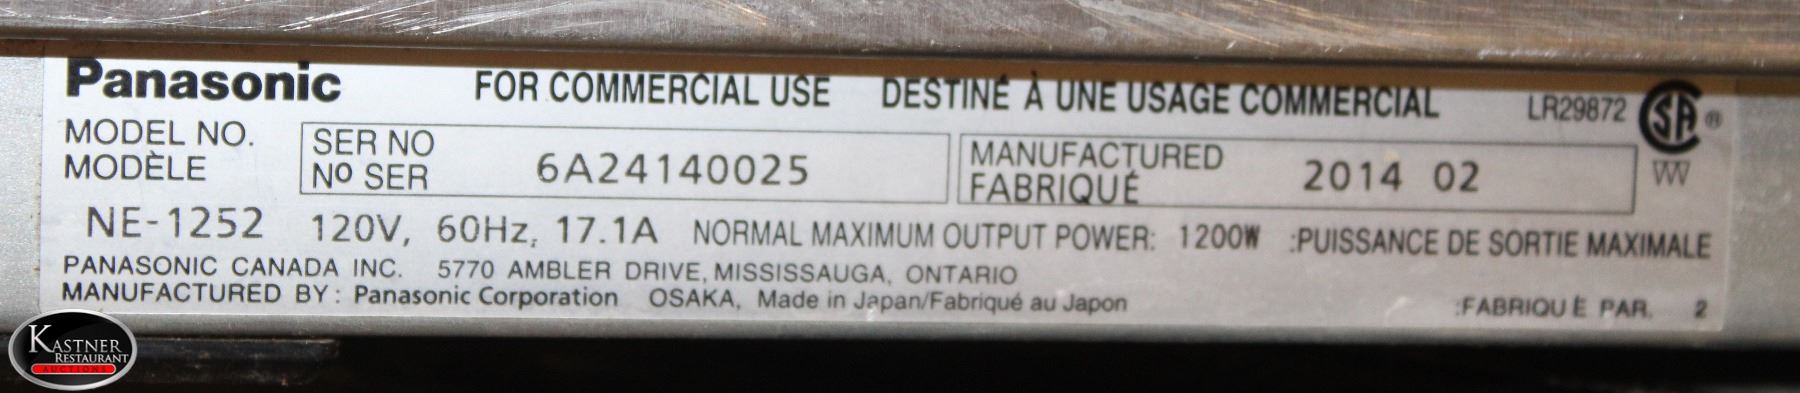 Panasonic FOR COMMERCIAL USE DESTINÉ À UNE USAGE COMMERCIAL LR29872 SA ®
MODEL NO. SER NO 6A24140025 MANUFACTURED 2014 02
MODÈLE Nº SER FABRIQUÉ
NE-1252 120V, 60Hz, 17.1A NORMAL MAXIMUM OUTPUT POWER: 1200W :PUISSANCE DE SORTIE MAXIMALE
PANASONIC CANADA INC. 5770 AMBLER DRIVE, MISSISSAUGA, ONTARIO
MANUFACTURED BY: Panasonic Corporation OSAKA, Made in Japan/Fabriqué au Japon :FABRIQUÈ PAR. 2
KASTNER
RESTAURANT
AUCTIONS